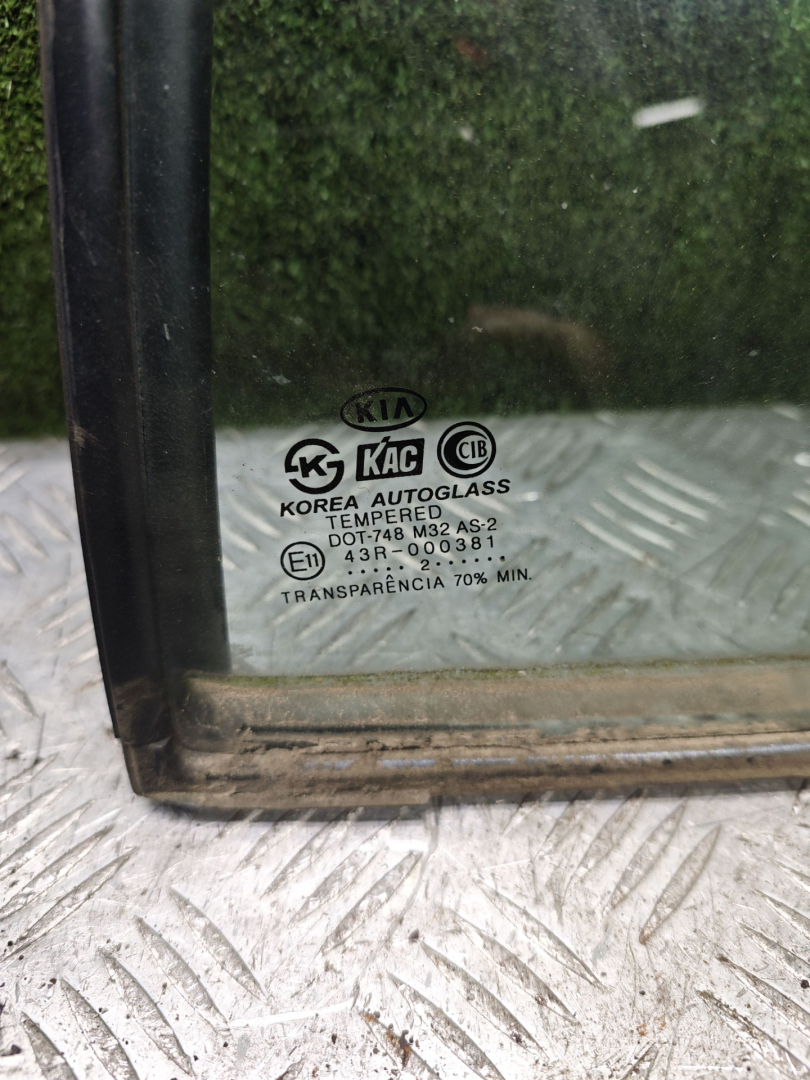 KIA
K KAC CIB
KOREA AUTOGLASS
TEMPERED
DOT-748 M32 AS-2
E11 43R-000381
..... 2......
TRANSPARÊNCIA 70% MIN.